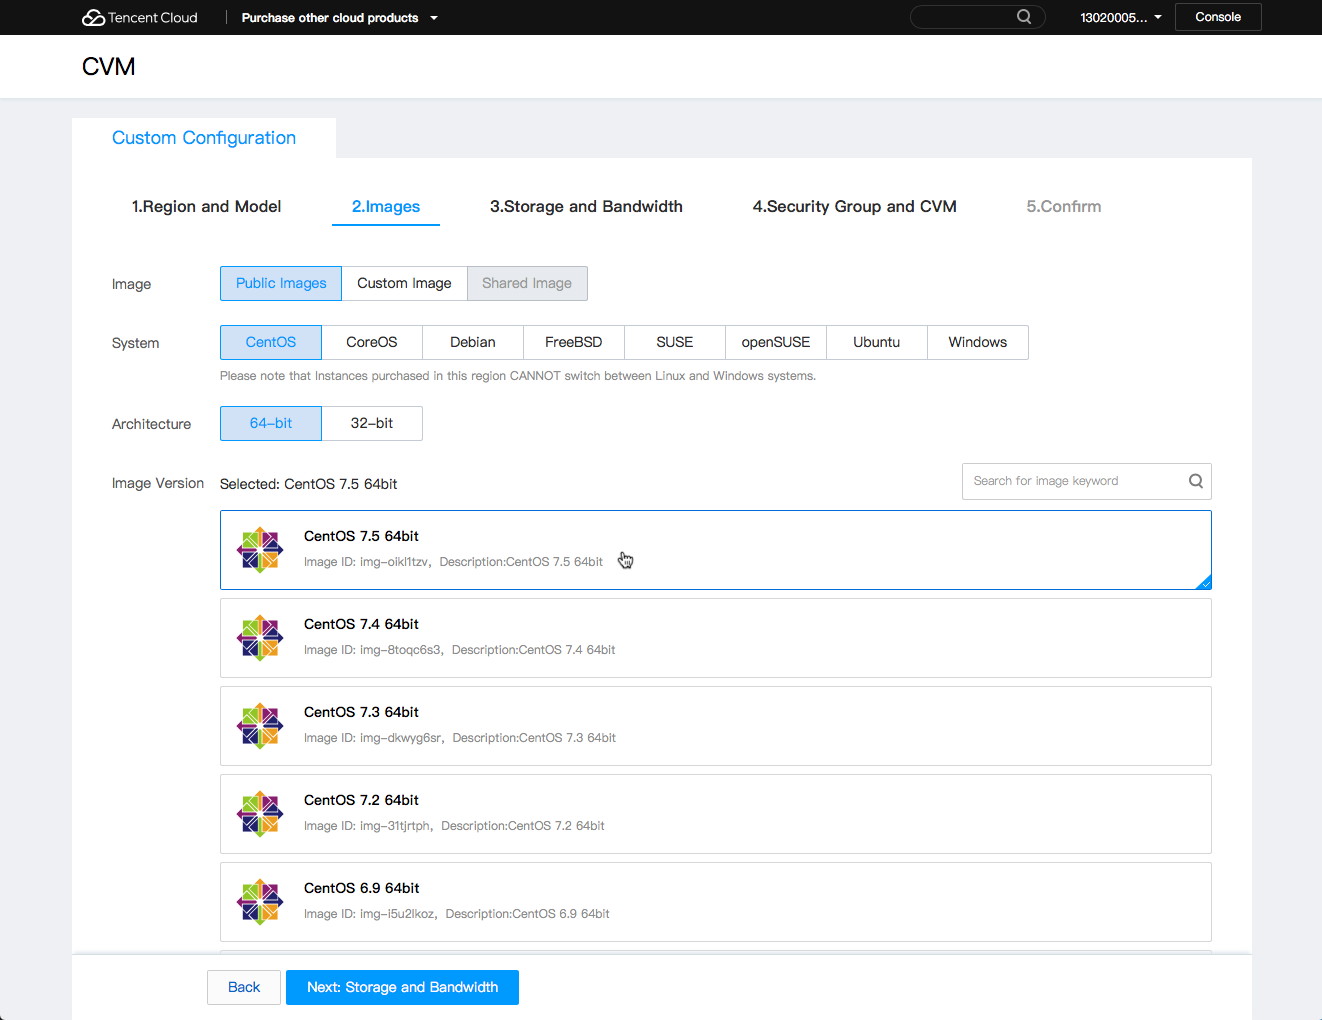 Tencent Cloud
Purchase other cloud products
13020005...
Console
CVM
Custom Configuration
1.Region and Model
2.Images
3.Storage and Bandwidth
4.Security Group and CVM
5.Confirm
Image
Public Images
Custom Image
Shared Image
System
CentOS
CoreOS
Debian
FreeBSD
SUSE
openSUSE
Ubuntu
Windows
Please note that Instances purchased in this region CANNOT switch between Linux and Windows systems.
Architecture
64-bit
32-bit
Image Version
Selected: CentOS 7.5 64bit
Search for image keyword
CentOS 7.5 64bit
Image ID: img-oikl1tzv, Description:CentOS 7.5 64bit
CentOS 7.4 64bit
Image ID: img-8toqc6s3, Description:CentOS 7.4 64bit
CentOS 7.3 64bit
Image ID: img-dkwyg6sr, Description:CentOS 7.3 64bit
CentOS 7.2 64bit
Image ID: img-31tjrtph, Description:CentOS 7.2 64bit
CentOS 6.9 64bit
Image ID: img-i5u2lkoz, Description:CentOS 6.9 64bit
Back
Next: Storage and Bandwidth